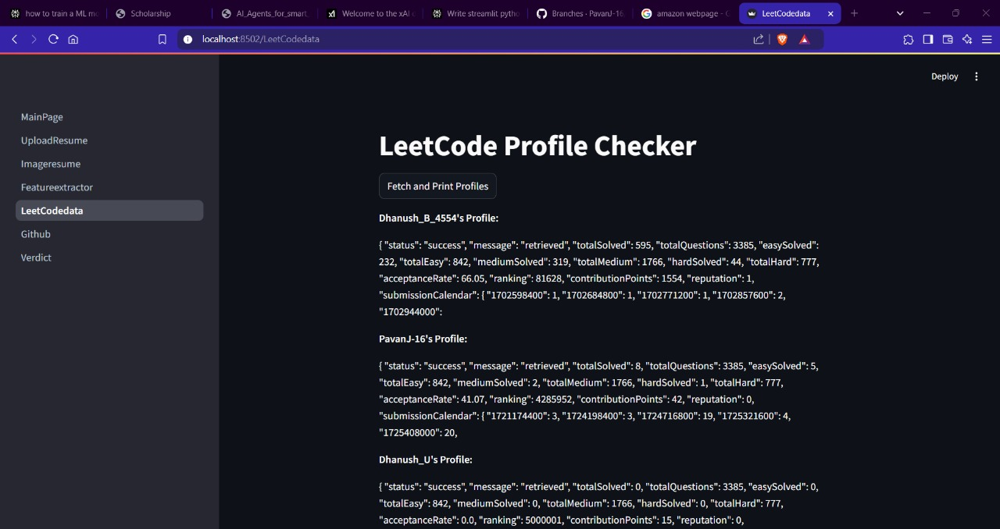 how to train a ML mo
Scholarship
AI_Agents_for_smart_
Welcome to the xAI
Write streamlit pytho
Branches · PavanJ-16
amazon webpage - G
LeetCodedata
localhost:8502/LeetCodedata
Deploy
MainPage
UploadResume
Imageresume
Featureextractor
LeetCodedata
Github
Verdict
LeetCode Profile Checker
Fetch and Print Profiles
Dhanush_B_4554's Profile:
{ "status": "success", "message": "retrieved", "totalSolved": 595, "totalQuestions": 3385, "easySolved":
232, "totalEasy": 842, "mediumSolved": 319, "totalMedium": 1766, "hardSolved": 44, "totalHard": 777,
"acceptanceRate": 66.05, "ranking": 81628, "contributionPoints": 1554, "reputation": 1,
"submissionCalendar": { "1702598400": 1, "1702684800": 1, "1702771200": 1, "1702857600": 2,
"1702944000":
PavanJ-16's Profile:
{ "status": "success", "message": "retrieved", "totalSolved": 8, "totalQuestions": 3385, "easySolved": 5,
"totalEasy": 842, "mediumSolved": 2, "totalMedium": 1766, "hardSolved": 1, "totalHard": 777,
"acceptanceRate": 41.07, "ranking": 4285952, "contributionPoints": 42, "reputation": 0,
"submissionCalendar": { "1721174400": 3, "1724198400": 3, "1724716800": 19, "1725321600": 4,
"1725408000": 20,
Dhanush_U's Profile:
{ "status": "success", "message": "retrieved", "totalSolved": 0, "totalQuestions": 3385, "easySolved": 0,
"totalEasy": 842, "mediumSolved": 0, "totalMedium": 1766, "hardSolved": 0, "totalHard": 777,
"acceptanceRate": 0.0, "ranking": 5000001, "contributionPoints": 15, "reputation": 0,